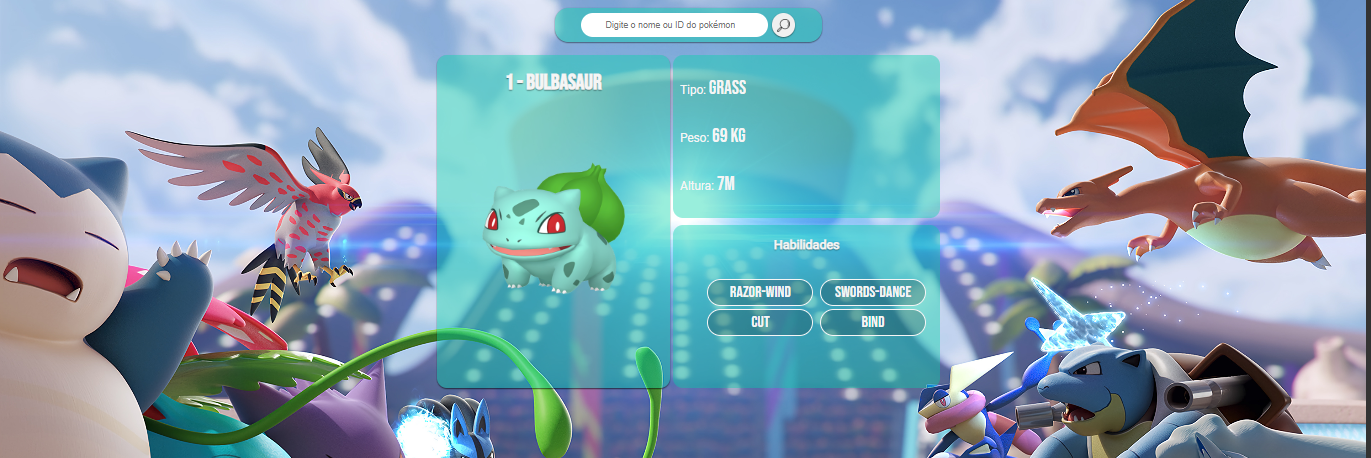 Digite o nome ou ID do pokémon
1 - BULBASAUR
Tipo: GRASS
Peso: 69 KG
Altura: 7M
Habilidades
RAZOR-WIND SWORDS-DANCE
CUT BIND